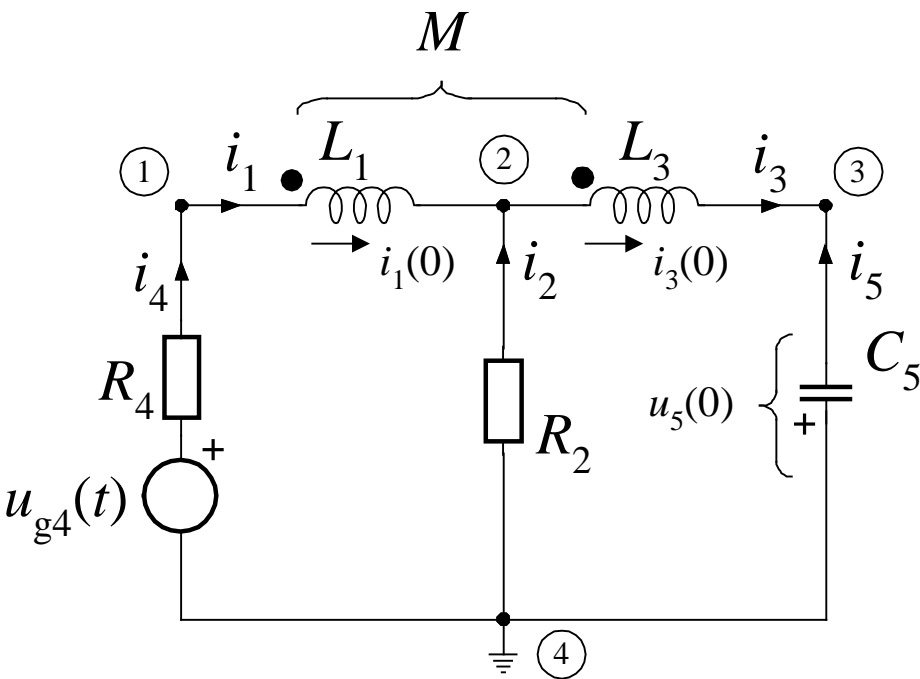 M
1
i₁
L₁
2
L₃
i₃
3
i₁(0)
i₃(0)
i₄
i₂
i₅
R₄
R₂
u₅(0)
C₅
+
+
u_g4(t)
4